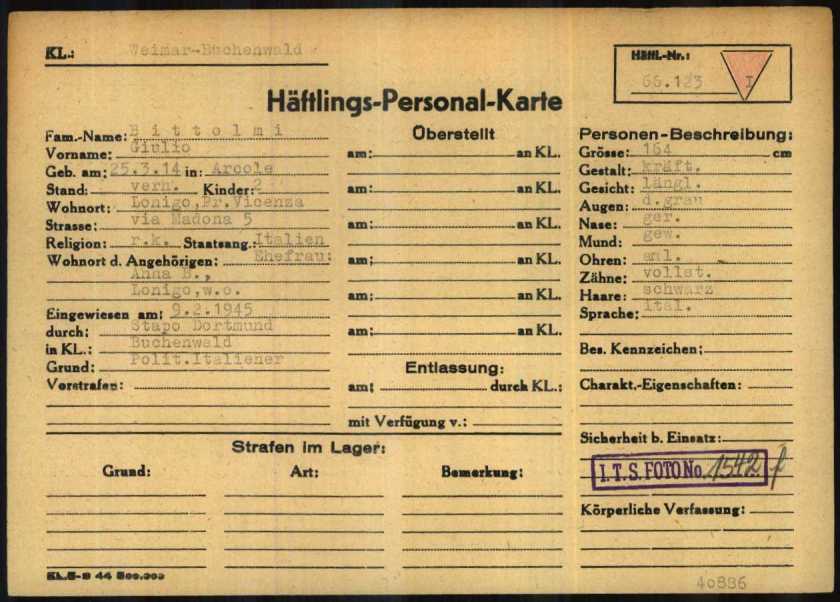 KL.: Weimar-Buchenwald
Häftl.-Nr.:
66.123 I
Häftlings-Personal-Karte
Fam.-Name: Bittolmi
Vorname: Giulio
Geb. am: 25.3.14 in: Arcole
Stand: verh. Kinder: 2
Wohnort: Lonigo,Pr.Vicenza
Strasse: via Madona 5
Religion: r.k. Staatsang.: Italien
Wohnort d. Angehörigen: Ehefrau:
Anna B.,
Lonigo,w.o.
Eingewiesen am: 9.2.1945
durch: Stapo Dortmund
in KL.: Buchenwald
Grund: Polit.Italiener
Vorstrafen:
Überstellt
am: an KL.
am: an KL.
am: an KL.
am: an KL.
am: an KL.
am: an KL.
Entlassung:
am: durch KL.:
mit Verfügung v.:
Personen-Beschreibung:
Grösse: 164 cm
Gestalt: kräft.
Gesicht: längl.
Augen: d.grau
Nase: ger.
Mund: gew.
Ohren: anl.
Zähne: vollst.
Haare: schwarz
Sprache: ital.
Bes. Kennzeichen:
Charakt.-Eigenschaften:
Sicherheit b. Einsatz:
I.T.S. FOTO No. 1542 f
Körperliche Verfassung:
Strafen im Lager:
Grund: Art: Bemerkung:
40886